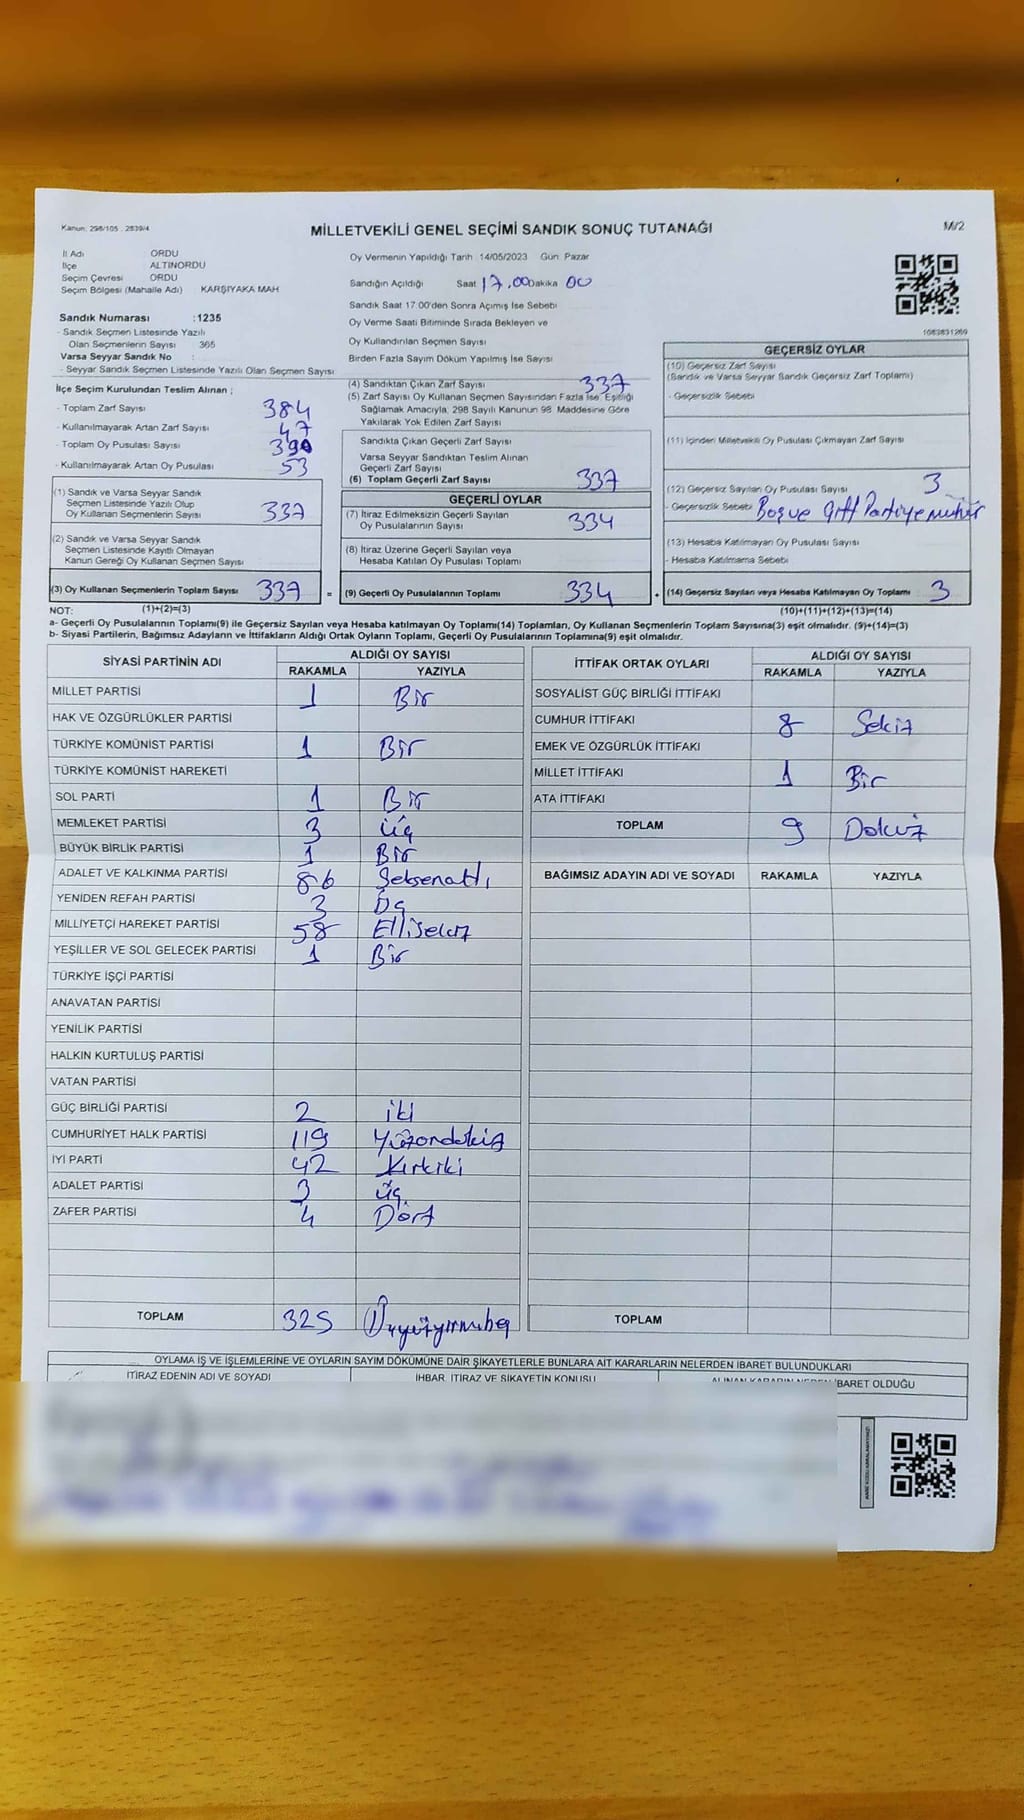 Kanun: 298/105 . 2839/4
MİLLETVEKİLİ GENEL SEÇİMİ SANDIK SONUÇ TUTANAĞI
M/2
İl Adı ORDU
İlçe ALTINORDU
Seçim Çevresi ORDU
Seçim Bölgesi (Mahalle Adı) KARŞIYAKA MAH
Oy Vermenin Yapıldığı Tarih 14/05/2023 Gün Pazar
Sandığın Açıldığı Saat 17.00 Dakika 00
Sandık Saat 17.00'den Sonra Açımış İse Sebebi
Oy Verme Saati Bitiminde Sırada Bekleyen ve
Oy Kullandırılan Seçmen Sayısı
Birden Fazla Sayım Döküm Yapılmış İse Sayısı
1083831269
Sandık Numarası :1235
- Sandık Seçmen Listesinde Yazılı
Olan Seçmenlerin Sayısı 365
Varsa Seyyar Sandık No :
- Seyyar Sandık Seçmen Listesinde Yazılı Olan Seçmen Sayısı
İlçe Seçim Kurulundan Teslim Alınan ;
- Toplam Zarf Sayısı 384
- Kullanılmayarak Artan Zarf Sayısı 47
- Toplam Oy Pusulası Sayısı 390
- Kullanılmayarak Artan Oy Pusulası 53
(1) Sandık ve Varsa Seyyar Sandık
Seçmen Listesinde Yazılı Olup
Oy Kullanan Seçmenlerin Sayısı 337
(2) Sandık ve Varsa Seyyar Sandık
Seçmen Listesinde Kayıtlı Olmayan
Kanun Gereği Oy Kullanan Seçmen Sayısı
(3) Oy Kullanan Seçmenlerin Toplam Sayısı 337 =
(4) Sandıktan Çıkan Zarf Sayısı 337
(5) Zarf Sayısı Oy Kullanan Seçmen Sayısından Fazla İse, Eşitliği
Sağlamak Amacıyla, 298 Sayılı Kanunun 98. Maddesine Göre
Yakılarak Yok Edilen Zarf Sayısı
Sandıkta Çıkan Geçerli Zarf Sayısı
Varsa Seyyar Sandıktan Teslim Alınan
Geçerli Zarf Sayısı
(6) Toplam Geçerli Zarf Sayısı 337
GEÇERLİ OYLAR
(7) İtiraz Edilmeksizin Geçerli Sayılan
Oy Pusulalarının Sayısı 334
(8) İtiraz Üzerine Geçerli Sayılan veya
Hesaba Katılan Oy Pusulası Toplamı
(9) Geçerli Oy Pusulalarının Toplamı 334 +
GEÇERSİZ OYLAR
(10) Geçersiz Zarf Sayısı
(Sandık ve Varsa Seyyar Sandık Geçersiz Zarf Toplamı)
- Geçersizlik Sebebi
(11) İçinden Milletvekili Oy Pusulası Çıkmayan Zarf Sayısı
(12) Geçersiz Sayılan Oy Pusulası Sayısı 3
- Geçersizlik Sebebi Boş ve Çift Partiye mühür
(13) Hesaba Katılmayan Oy Pusulası Sayısı
- Hesaba Katılmama Sebebi
(14) Geçersiz Sayılan veya Hesaba Katılmayan Oy Toplamı 3
NOT: (1)+(2)=(3)
(10)+(11)+(12)+(13)=(14)
a- Geçerli Oy Pusulalarının Toplamı(9) ile Geçersiz Sayılan veya Hesaba katılmayan Oy Toplamı(14) Toplamları, Oy Kullanan Seçmenlerin Toplam Sayısına(3) eşit olmalıdır. (9)+(14)=(3)
b- Siyasi Partilerin, Bağımsız Adayların ve İttifakların Aldığı Ortak Oyların Toplamı, Geçerli Oy Pusulalarının Toplamına(9) eşit olmalıdır.
SİYASİ PARTİNİN ADI ALDIĞI OY SAYISI
RAKAMLA YAZIYLA
MİLLET PARTİSİ 1 Bir
HAK VE ÖZGÜRLÜKLER PARTİSİ
TÜRKİYE KOMÜNİST PARTİSİ 1 Bir
TÜRKİYE KOMÜNİST HAREKETİ
SOL PARTİ 1 Bir
MEMLEKET PARTİSİ 3 üç
BÜYÜK BİRLİK PARTİSİ 1 Bir
ADALET VE KALKINMA PARTİSİ 86 Seksenaltı
YENİDEN REFAH PARTİSİ 3 Üç
MİLLİYETÇİ HAREKET PARTİSİ 58 Ellisekiz
YEŞİLLER VE SOL GELECEK PARTİSİ 1 Bir
TÜRKİYE İŞÇİ PARTİSİ
ANAVATAN PARTİSİ
YENİLİK PARTİSİ
HALKIN KURTULUŞ PARTİSİ
VATAN PARTİSİ
GÜÇ BİRLİĞİ PARTİSİ 2 iki
CUMHURİYET HALK PARTİSİ 119 Yüzondokuz
İYİ PARTİ 42 Kırkiki
ADALET PARTİSİ 3 üç
ZAFER PARTİSİ 4 Dört
TOPLAM 325 Üçyüzyirmibeş
İTTİFAK ORTAK OYLARI ALDIĞI OY SAYISI
RAKAMLA YAZIYLA
SOSYALİST GÜÇ BİRLİĞİ İTTİFAKI
CUMHUR İTTİFAKI 8 Sekiz
EMEK VE ÖZGÜRLÜK İTTİFAKI
MİLLET İTTİFAKI 1 Bir
ATA İTTİFAKI
TOPLAM 9 Dokuz
BAĞIMSIZ ADAYIN ADI VE SOYADI RAKAMLA YAZIYLA
TOPLAM
OYLAMA İŞ VE İŞLEMLERİNE VE OYLARIN SAYIM DÖKÜMÜNE DAİR ŞİKAYETLERLE BUNLARA AİT KARARLARIN NELERDEN İBARET BULUNDUKLARI
İTİRAZ EDENİN ADI VE SOYADI İHBAR, İTİRAZ VE ŞİKAYETİN KONUSU ALINAN KARARIN NEDEN İBARET OLDUĞU